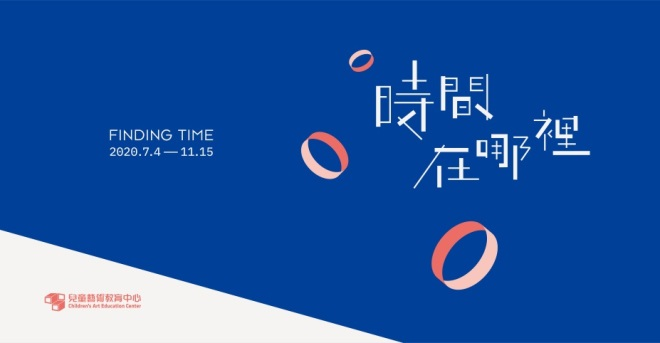 時間
在哪裡
FINDING TIME
2020.7.4 — 11.15
兒童藝術教育中心
Children's Art Education Center